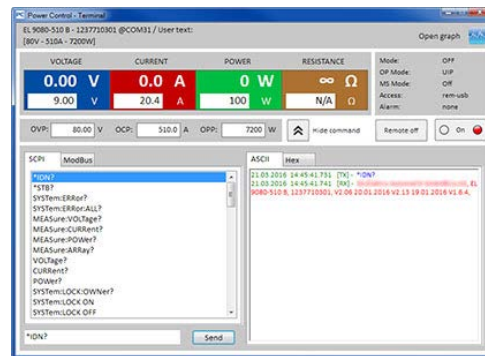 Power Control - Terminal
EL 9080-510 B - 1237710301 @COM31 / User text:
[80V - 510A - 7200W]
Open graph
VOLTAGE CURRENT POWER RESISTANCE
0.00 V 0.0 A 0 W ∞ Ω
9.00 V 20.4 A 100 W N/A Ω
Mode: OFF
OP Mode: UIP
MS Mode: Off
Access: rem-usb
Alarm: none
OVP: 80.00 V OCP: 510.0 A OPP: 7200 W Hide command Remote off On
SCPI ModBus
*IDN?
*STB?
SYSTem:ERRor?
SYSTem:ERRor:ALL?
MEASure:VOLTage?
MEASure:CURRent?
MEASure:POWer?
MEASure:ARRay?
VOLTage?
CURRent?
POWer?
SYSTem:LOCK:OWNer?
SYSTem:LOCK ON
SYSTem:LOCK OFF
*IDN? Send
ASCII Hex
21.03.2016 14:45:41.731 [TX] - *IDN?
21.03.2016 14:45:41.741 [RX] - EL
9080-510 B, 1237710301, V2.06 20.01.2016 V2.13 19.01.2016 V1.6.4,